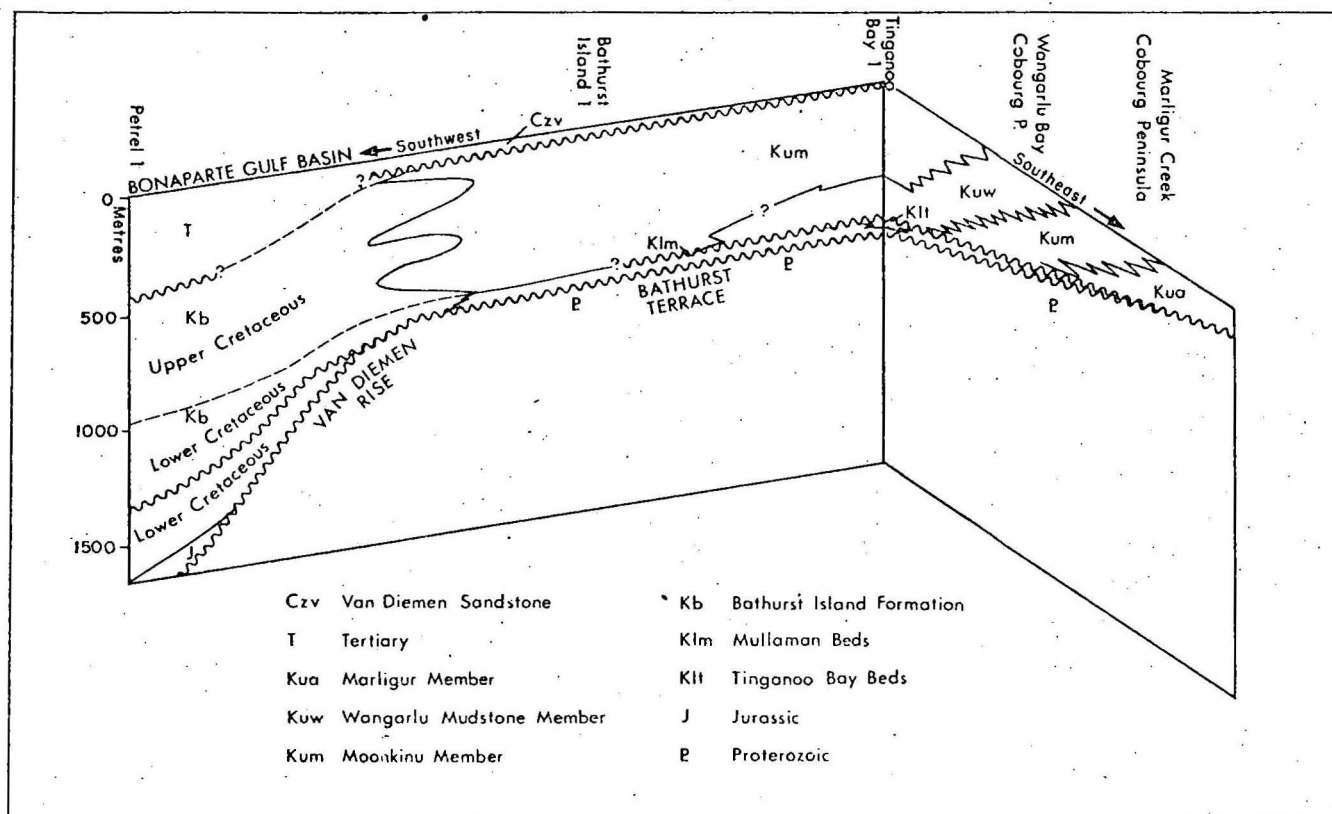 Petrel 1
Bathurst
Island 1
Tinganoo
Bay 1
Wangarlu Bay
Cobourg P.
Marligur Creek
Cobourg Peninsula
BONAPARTE GULF BASIN
Southwest
Czv
Southeast
0
Metres
500
1000
1500
T
?
?
Kb
Upper Cretaceous
Kb
Lower Cretaceous
Lower Cretaceous
J
VAN DIEMEN
RISE
Kum
?
Klm
?
P
BATHURST
TERRACE
P
Klt
Kuw
Kum
Kua
P
Czv Van Diemen Sandstone
T Tertiary
Kua Marligur Member
Kuw Wangarlu Mudstone Member
Kum Moonkinu Member
Kb Bathurst Island Formation
Klm Mullaman Beds
Klt Tinganoo Bay Beds
J Jurassic
P Proterozoic